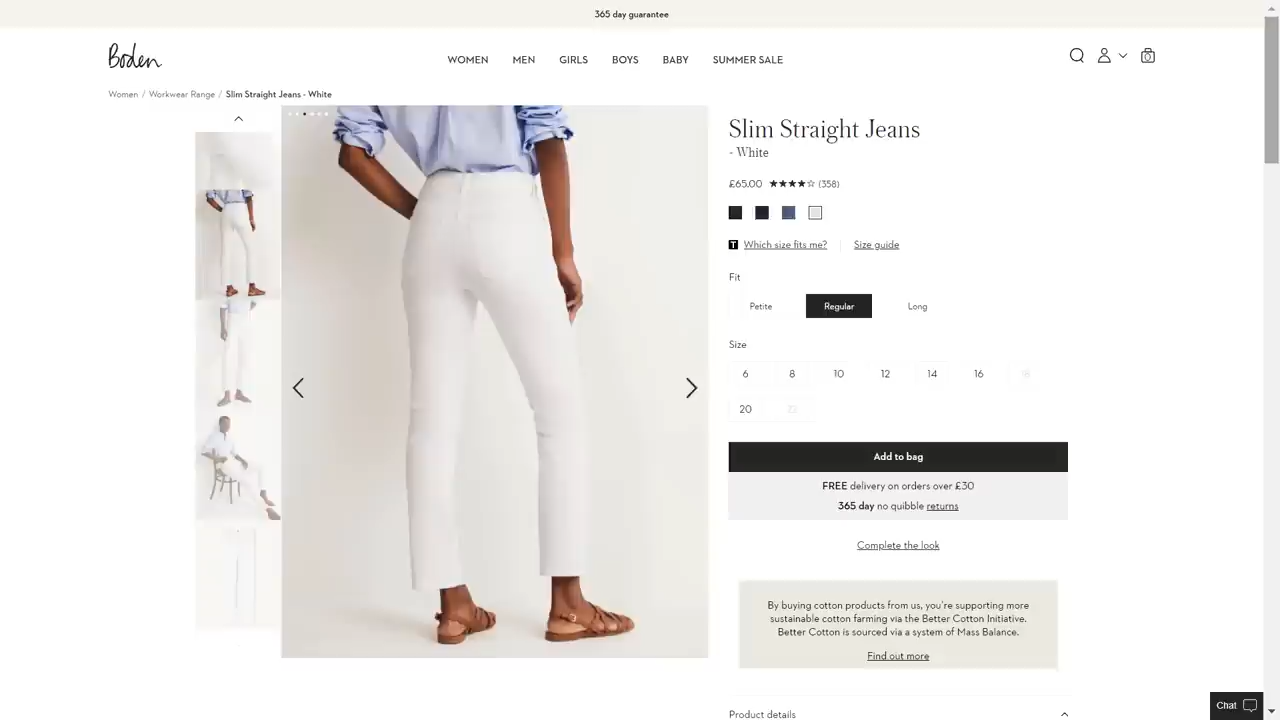 365 day guarantee
Boden
WOMEN MEN GIRLS BOYS BABY SUMMER SALE
0
Women / Workwear Range / Slim Straight Jeans - White
Slim Straight Jeans
- White
£65.00 ★★★★☆ (358)
T Which size fits me? Size guide
Fit
Petite Regular Long
Size
6 8 10 12 14 16 18
20 22
Add to bag
FREE delivery on orders over £30
365 day no quibble returns
Complete the look
By buying cotton products from us, you're supporting more
sustainable cotton farming via the Better Cotton Initiative.
Better Cotton is sourced via a system of Mass Balance.
Find out more
Product details
Chat